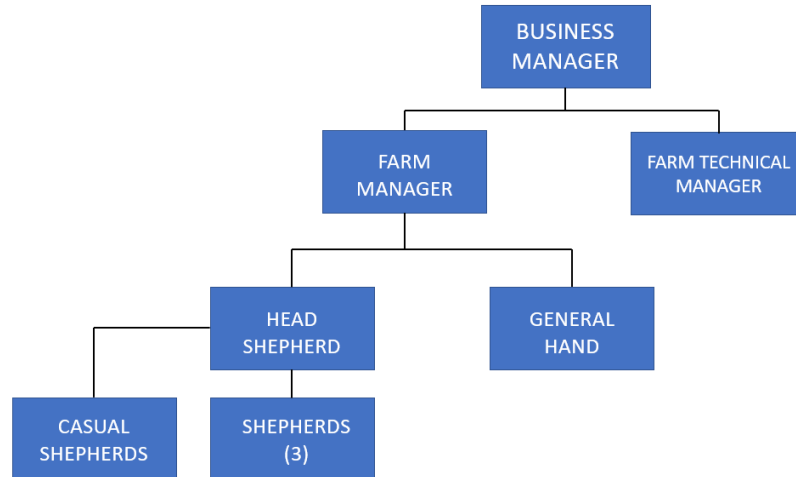 BUSINESS
MANAGER
FARM
MANAGER
FARM TECHNICAL
MANAGER
HEAD
SHEPHERD
GENERAL
HAND
CASUAL
SHEPHERDS
SHEPHERDS
(3)